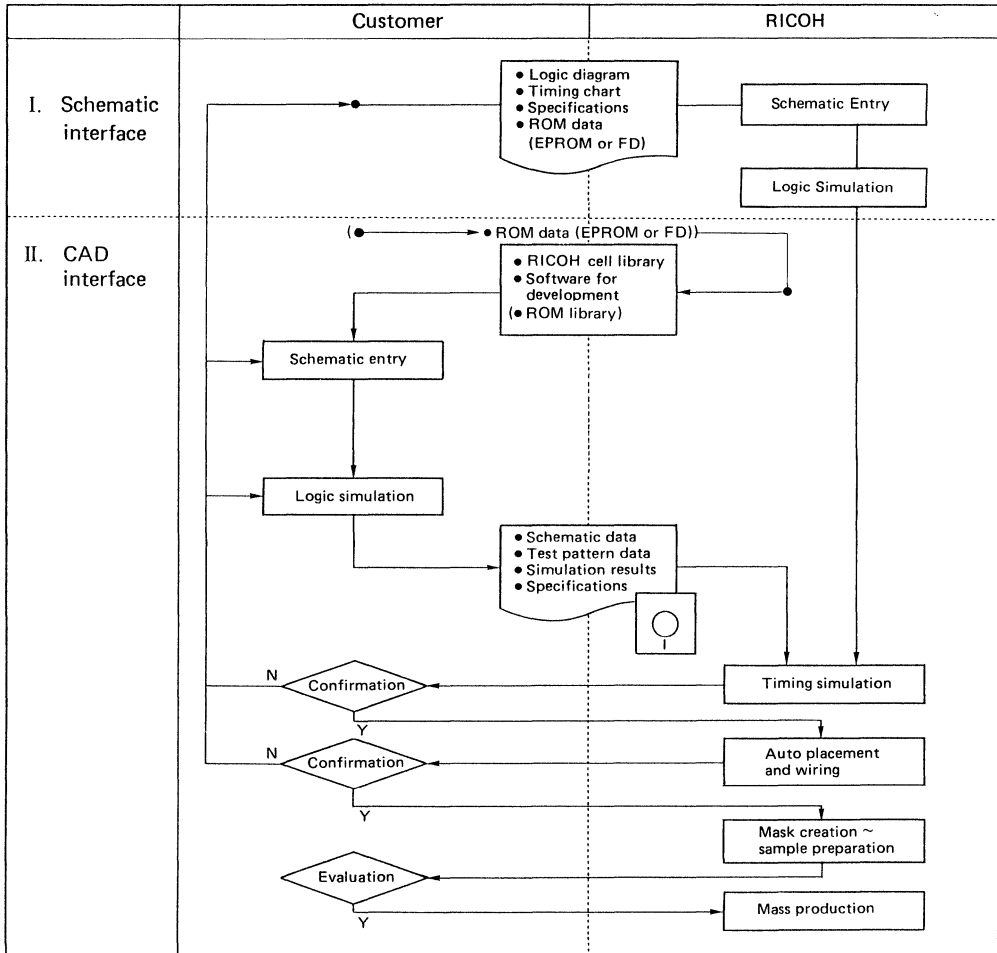 Customer
RICOH
I. Schematic
interface
• Logic diagram
• Timing chart
• Specifications
• ROM data
(EPROM or FD)
Schematic Entry
Logic Simulation
II. CAD
interface
(• → • ROM data (EPROM or FD))
• RICOH cell library
• Software for
development
(• ROM library)
Schematic entry
Logic simulation
• Schematic data
• Test pattern data
• Simulation results
• Specifications
N
Confirmation
Timing simulation
Y
N
Confirmation
Auto placement
and wiring
Y
Mask creation ~
sample preparation
Evaluation
Y
Mass production